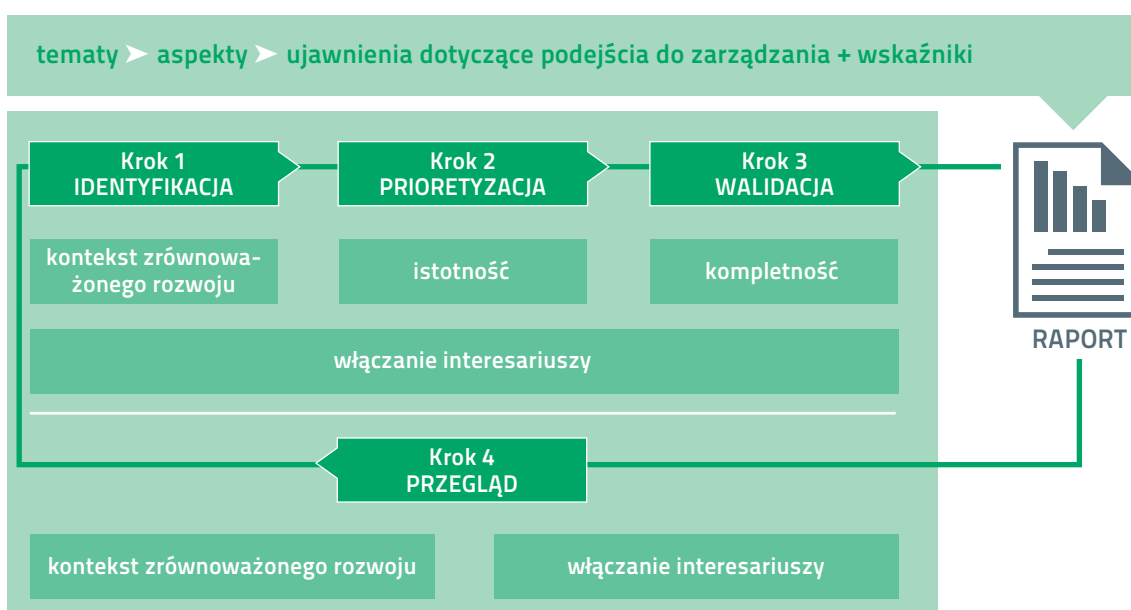 tematy ➤ aspekty ➤ ujawnienia dotyczące podejścia do zarządzania + wskaźniki
Krok 1
IDENTYFIKACJA
Krok 2
PRIORETYZACJA
Krok 3
WALIDACJA
kontekst zrównowa-
żonego rozwoju
istotność
kompletność
RAPORT
włączanie interesariuszy
Krok 4
PRZEGLĄD
kontekst zrównoważonego rozwoju
włączanie interesariuszy